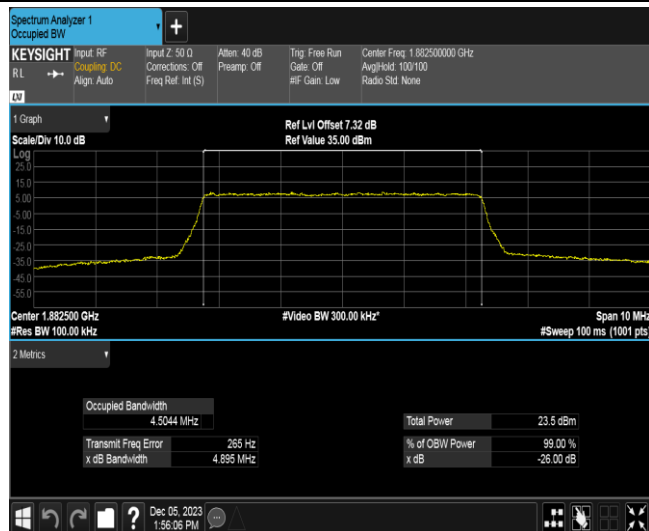 Spectrum Analyzer 1
Occupied BW
+
KEYSIGHT Input: RF Input Z: 50 Ω Atten: 40 dB Trig: Free Run Center Freq: 1.882500000 GHz
RL Coupling: DC Corrections: Off Preamp: Off Gate: Off Avg|Hold: 100/100
Align: Auto Freq Ref: Int (S) #IF Gain: Low Radio Std: None
LXI
1 Graph
Ref Lvl Offset 7.32 dB
Scale/Div 10.0 dB Ref Value 35.00 dBm
Log
25.0
15.0
5.00
-5.00
-15.0
-25.0
-35.0
-45.0
-55.0
Center 1.882500 GHz #Video BW 300.00 kHz* Span 10 MHz
#Res BW 100.00 kHz #Sweep 100 ms (1001 pts)
2 Metrics
Occupied Bandwidth
4.5044 MHz Total Power 23.5 dBm
Transmit Freq Error 265 Hz % of OBW Power 99.00 %
x dB Bandwidth 4.895 MHz x dB -26.00 dB
? Dec 05, 2023
1:56:06 PM